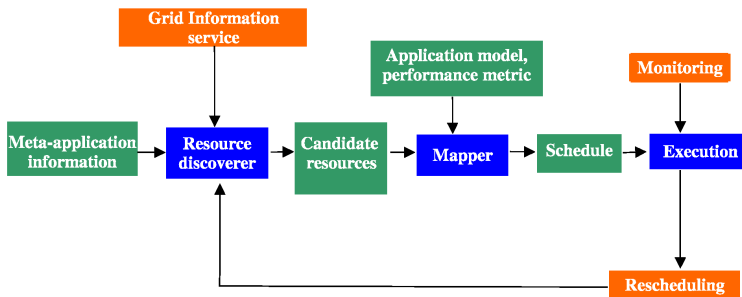 Grid Information
service
Application model,
performance metric
Monitoring
Meta-application
information
Resource
discoverer
Candidate
resources
Mapper
Schedule
Execution
Rescheduling